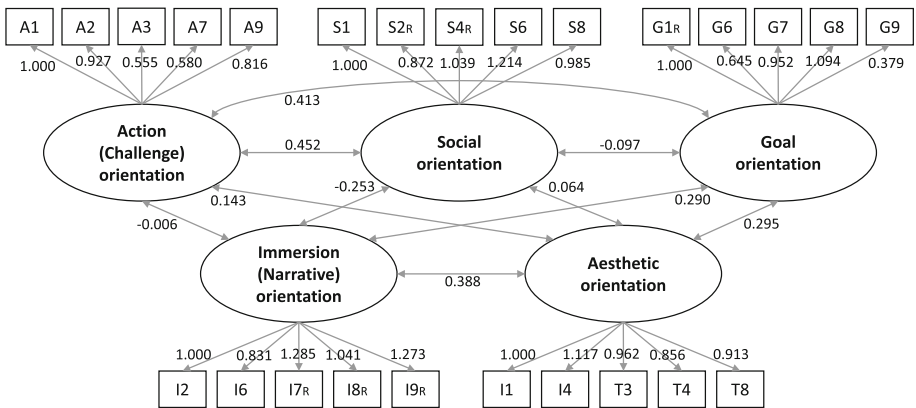 A1 A2 A3 A7 A9 S1 S2R S4R S6 S8 G1R G6 G7 G8 G9
1.000 0.927 0.555 0.580 0.816 1.000 0.872 1.039 1.214 0.985 1.000 0.645 0.952 1.094 0.379
0.413
Action
(Challenge)
orientation
0.452
Social
orientation
-0.097
Goal
orientation
-0.253 0.064
0.143 0.290
-0.006 0.295
Immersion
(Narrative)
orientation
0.388
Aesthetic
orientation
1.000 0.831 1.285 1.041 1.273 1.000 1.117 0.962 0.856 0.913
I2 I6 I7R I8R I9R I1 I4 T3 T4 T8